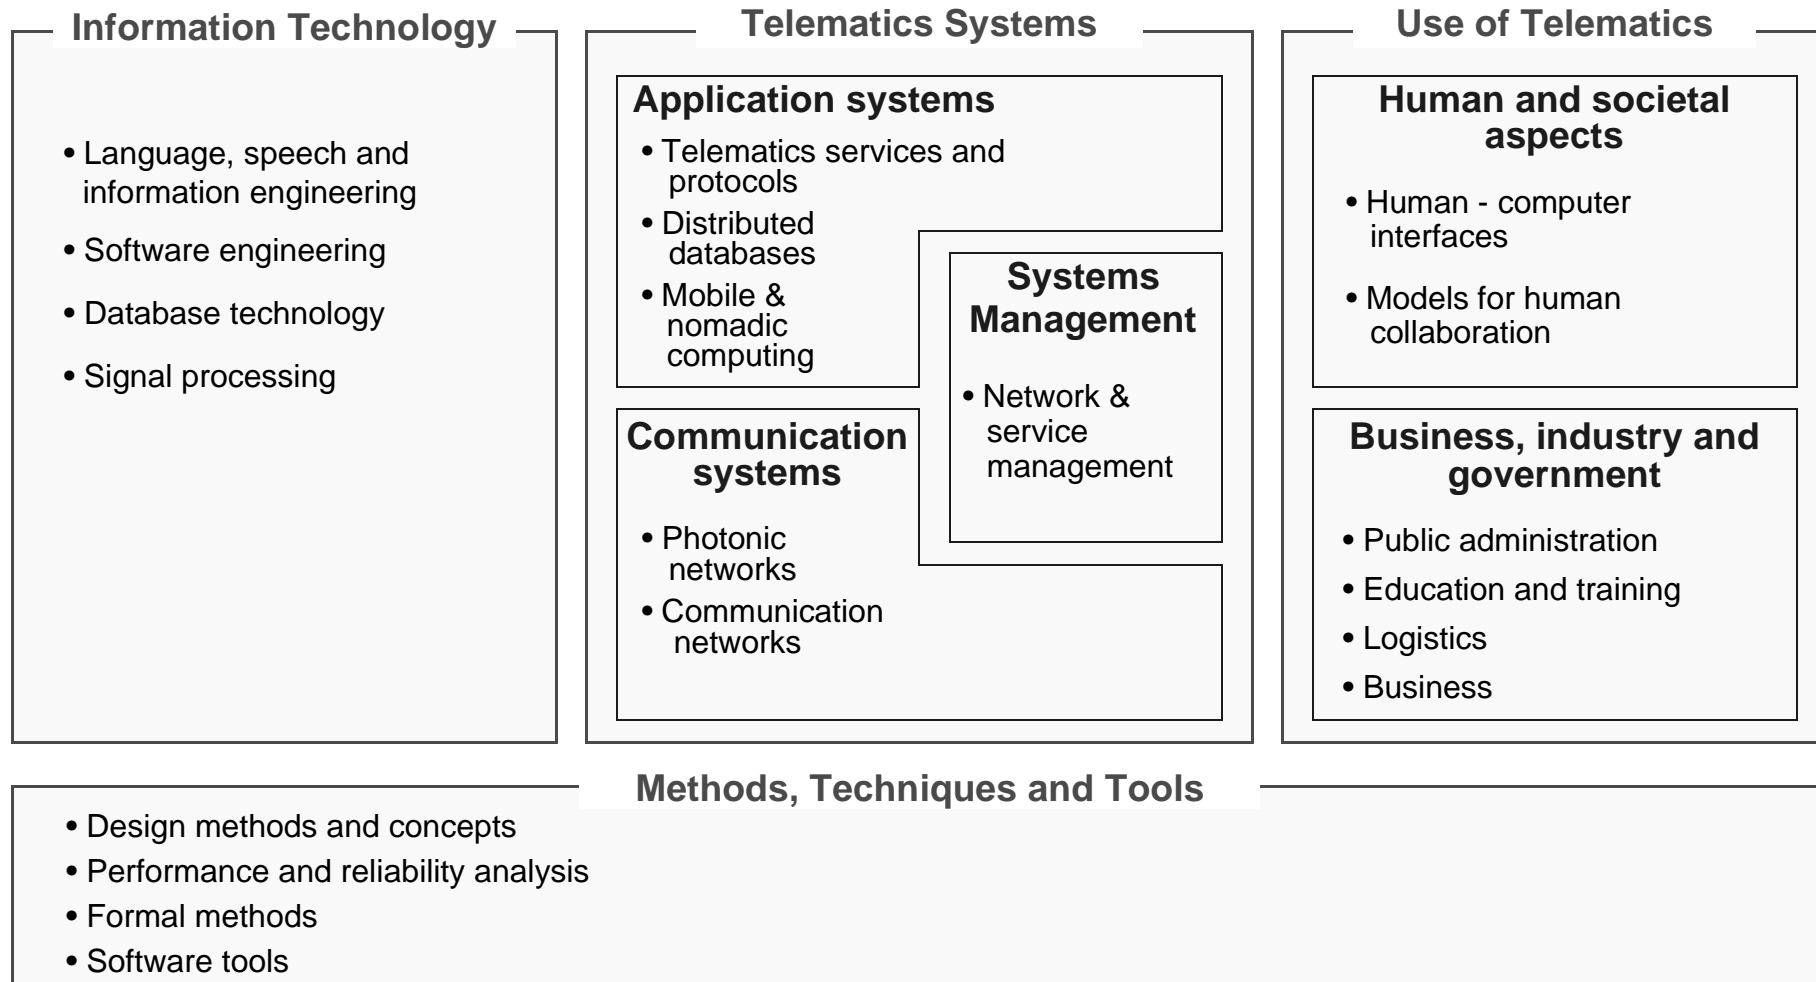 Information Technology
• Language, speech and
information engineering
• Software engineering
• Database technology
• Signal processing
Telematics Systems
Application systems
• Telematics services and
protocols
• Distributed
databases
• Mobile &
nomadic
computing
Systems
Management
• Network &
service
management
Communication
systems
• Photonic
networks
• Communication
networks
Use of Telematics
Human and societal
aspects
• Human - computer
interfaces
• Models for human
collaboration
Business, industry and
government
• Public administration
• Education and training
• Logistics
• Business
Methods, Techniques and Tools
• Design methods and concepts
• Performance and reliability analysis
• Formal methods
• Software tools